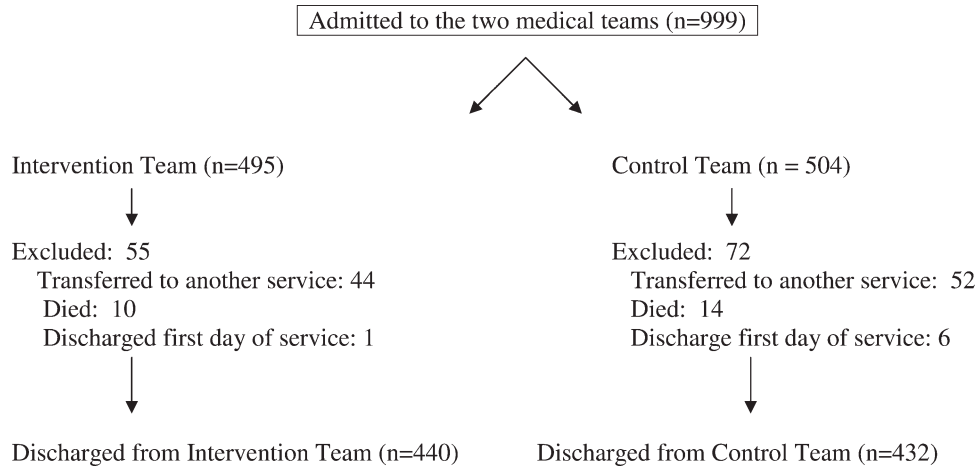 Admitted to the two medical teams (n=999)
Intervention Team (n=495)
Excluded: 55
Transferred to another service: 44
Died: 10
Discharged first day of service: 1
Discharged from Intervention Team (n=440)
Control Team (n = 504)
Excluded: 72
Transferred to another service: 52
Died: 14
Discharge first day of service: 6
Discharged from Control Team (n=432)